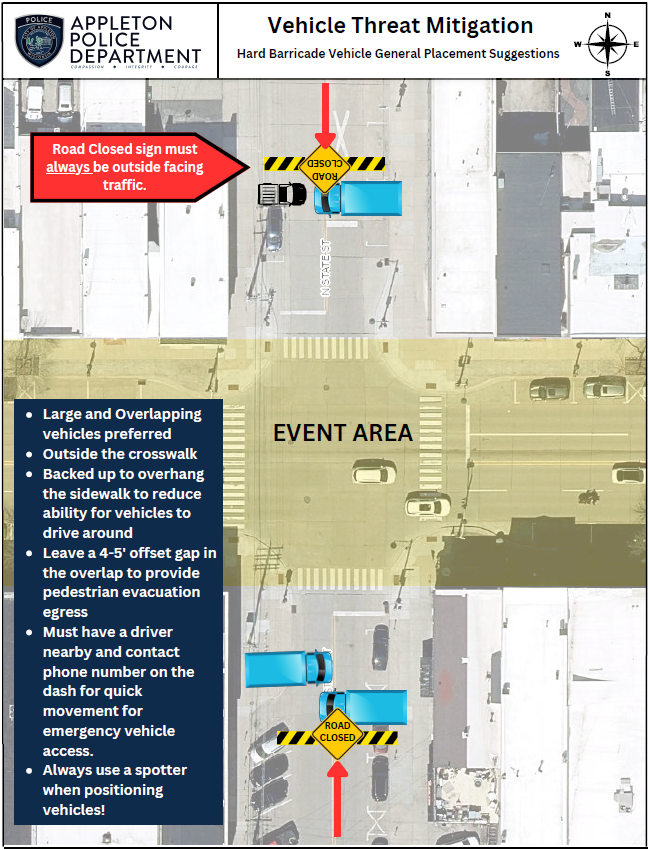 POLICE
APPLETON
POLICE
DEPARTMENT
COMPASSION ★ INTEGRITY ★ COURAGE
Vehicle Threat Mitigation
Hard Barricade Vehicle General Placement Suggestions
N
W
E
S
Road Closed sign must
always be outside facing
traffic.
ROAD
CLOSED
N STATE ST
EVENT AREA
• Large and Overlapping
vehicles preferred
• Outside the crosswalk
• Backed up to overhang
the sidewalk to reduce
ability for vehicles to
drive around
• Leave a 4-5' offset gap in
the overlap to provide
pedestrian evacuation
egress
• Must have a driver
nearby and contact
phone number on the
dash for quick
movement for
emergency vehicle
access.
• Always use a spotter
when positioning
vehicles!
ROAD
CLOSED